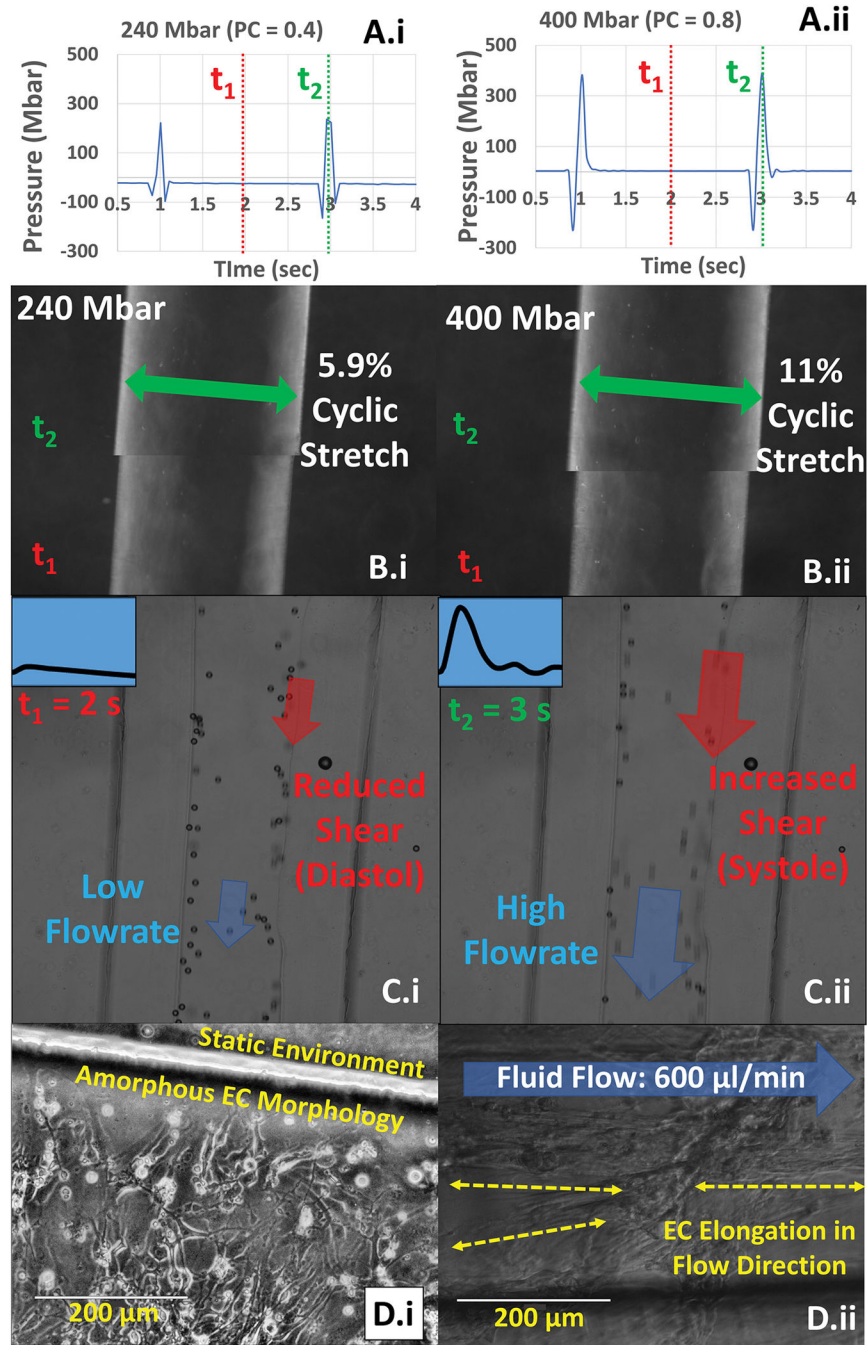 240 Mbar (PC = 0.4)
A.i
t1
t2
Pressure (Mbar)
500
300
100
-100
-300
0.5 1 1.5 2 2.5 3 3.5 4
TIme (sec)
400 Mbar (PC = 0.8)
A.ii
t1
t2
Pressure (Mbar)
500
300
100
-100
-300
0.5 1 1.5 2 2.5 3 3.5 4
Time (sec)
240 Mbar
5.9%
Cyclic
Stretch
t2
t1
B.i
400 Mbar
11%
Cyclic
Stretch
t2
t1
B.ii
t1 = 2 s
Reduced
Shear
(Diastol)
Low
Flowrate
C.i
t2 = 3 s
Increased
Shear
(Systole)
High
Flowrate
C.ii
Static Environment
Amorphous EC Morphology
200 µm
D.i
Fluid Flow: 600 µl/min
EC Elongation in
Flow Direction
200 µm
D.ii